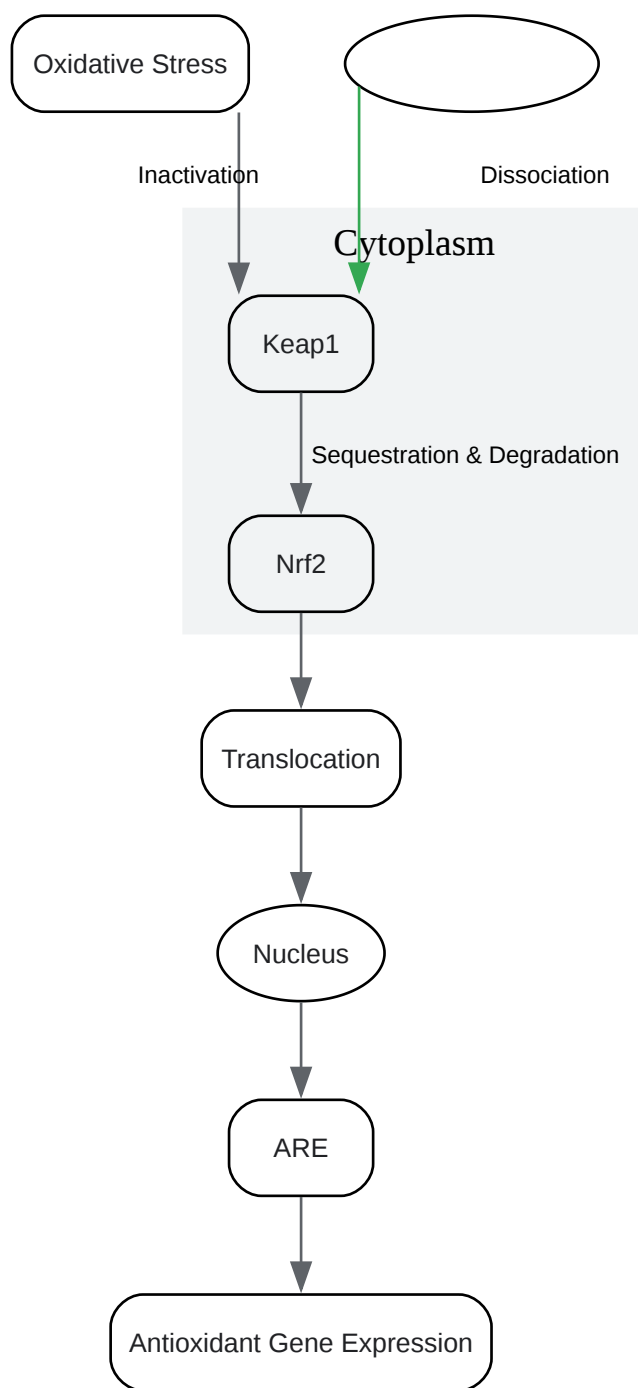 Oxidative Stress
Inactivation
Dissociation
Cytoplasm
Keap1
Sequestration & Degradation
Nrf2
Translocation
Nucleus
ARE
Antioxidant Gene Expression